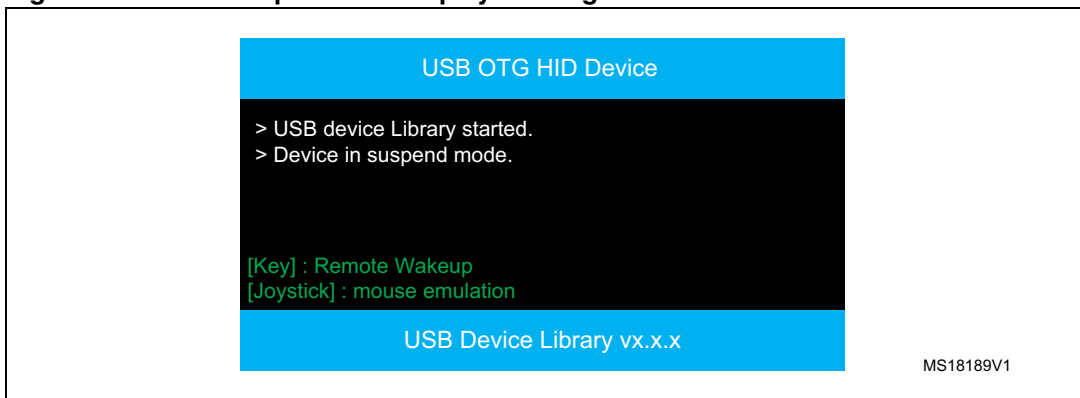 USB OTG HID Device
> USB device Library started.
> Device in suspend mode.
[Key] : Remote Wakeup
[Joystick] : mouse emulation
USB Device Library vx.x.x
MS18189V1